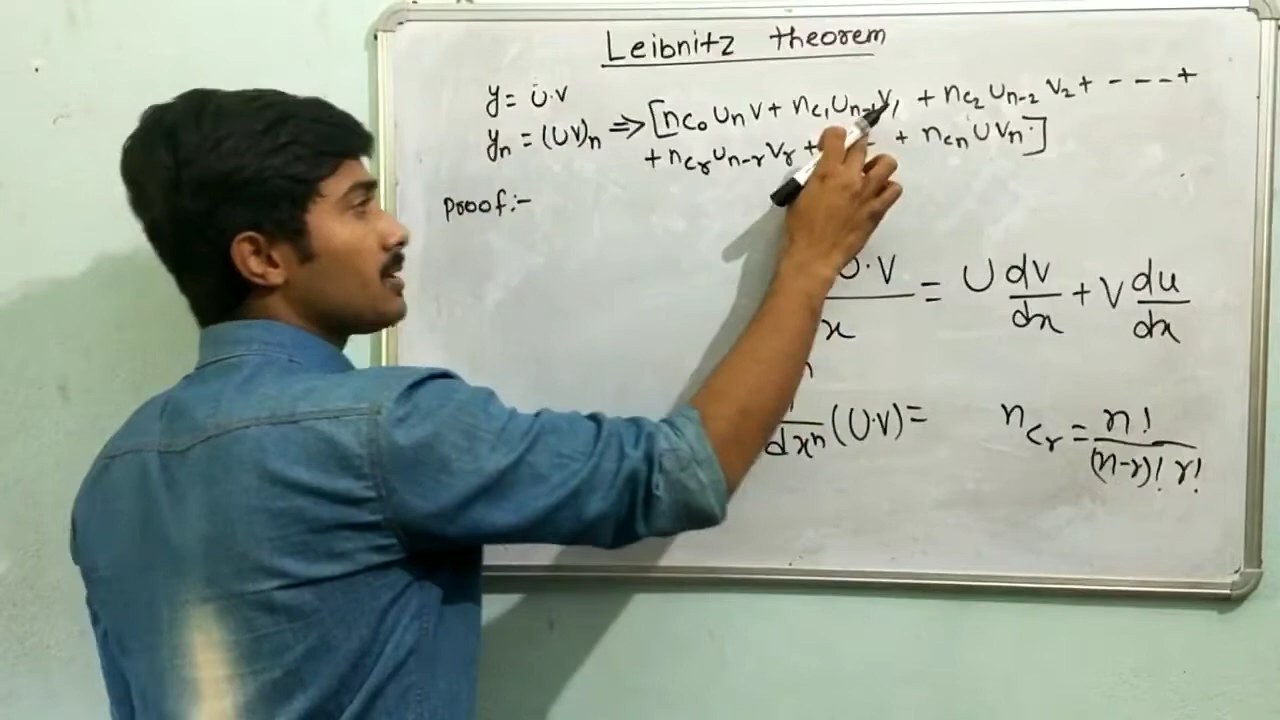 Leibnitz theorem
y = U.V
yn = (UV)n ⇒ [nc0 Un V + nc1 Un-1 V1 + nc2 Un-2 V2 + - - - +
+ ncr Un-r Vr + - + ncn U Vn.]
Proof:-
U.V = U dv/dx + V du/dx
x
n
dxⁿ (U.V) =
ncr = n!/(n-r)! r!